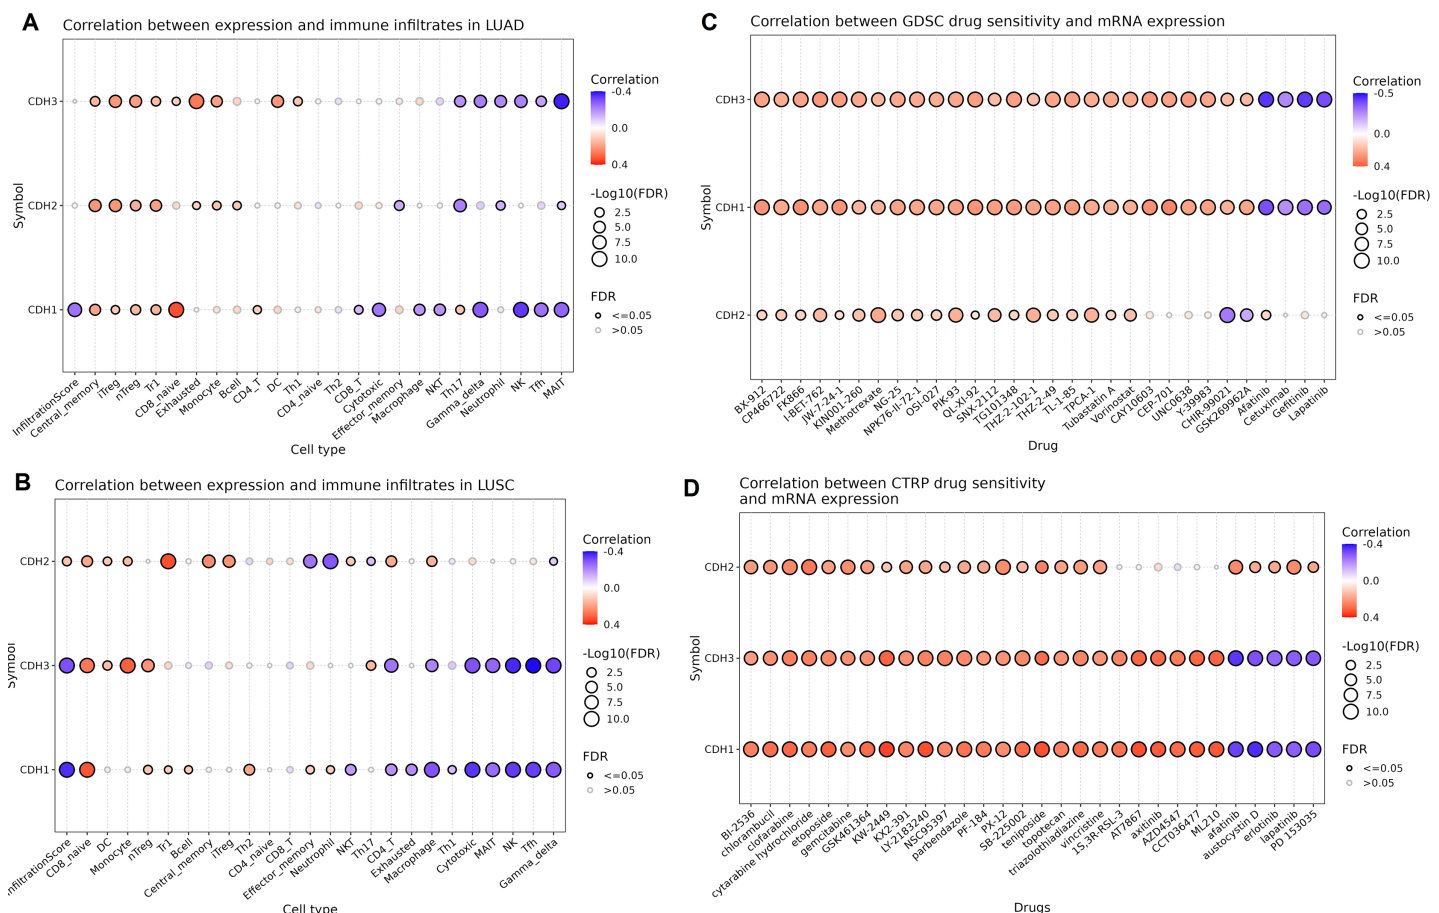 A
Correlation between expression and immune infiltrates in LUAD
Symbol
CDH3
CDH2
CDH1
InfiltrationScore
Central_memory
iTreg
nTreg
Tr1
CD8_naive
Exhausted
Monocyte
Bcell
CD4_T
DC
Th1
CD4_naive
Th2
CD8_T
Cytotoxic
Effector_memory
Macrophage
NKT
Th17
Gamma_delta
Neutrophil
NK
Tfh
MAIT
Cell type
Correlation
-0.4
0.0
0.4
-Log10(FDR)
2.5
5.0
7.5
10.0
FDR
<=0.05
>0.05
C
Correlation between GDSC drug sensitivity and mRNA expression
Symbol
CDH3
CDH1
CDH2
BX-912
CP466722
FK866
I-BET-762
JW-7-24-1
KIN001-260
Methotrexate
NG-25
NPK76-II-72-1
OSI-027
PIK-93
QL-XI-92
SNX-2112
TG101348
THZ-2-102-1
THZ-2-49
TL-1-85
TPCA-1
Tubastatin A
Vorinostat
CAY10603
CEP-701
UNC0638
Y-39983
CHIR-99021
GSK269962A
Afatinib
Cetuximab
Gefitinib
Lapatinib
Drug
Correlation
-0.5
0.0
0.4
-Log10(FDR)
2.5
5.0
7.5
10.0
FDR
<=0.05
>0.05
B
Correlation between expression and immune infiltrates in LUSC
Symbol
CDH2
CDH3
CDH1
nfiltrationScore
CD8_naive
DC
Monocyte
nTreg
Tr1
Bcell
Central_memory
iTreg
Th2
CD4_naive
CD8_T
Effector_memory
Neutrophil
NKT
Th17
CD4_T
Exhausted
Macrophage
Th1
Cytotoxic
MAIT
NK
Tfh
Gamma_delta
Cell type
Correlation
-0.4
0.0
0.4
-Log10(FDR)
2.5
5.0
7.5
10.0
FDR
<=0.05
>0.05
D
Correlation between CTRP drug sensitivity
and mRNA expression
Symbol
CDH2
CDH3
CDH1
BI-2536
chlorambucil
clofarabine
cytarabine hydrochloride
etoposide
gemcitabine
GSK461364
KW-2449
KX2-391
LY-2183240
NSC95397
parbendazole
PF-184
PX-12
SB-225002
teniposide
topotecan
triazolothiadiazine
vincristine
1S,3R-RSL-3
AT7867
axitinib
AZD4547
CCT036477
ML210
afatinib
austocystin D
erlotinib
lapatinib
PD 153035
Drugs
Correlation
-0.4
0.0
0.4
-Log10(FDR)
2.5
5.0
7.5
10.0
FDR
<=0.05
>0.05